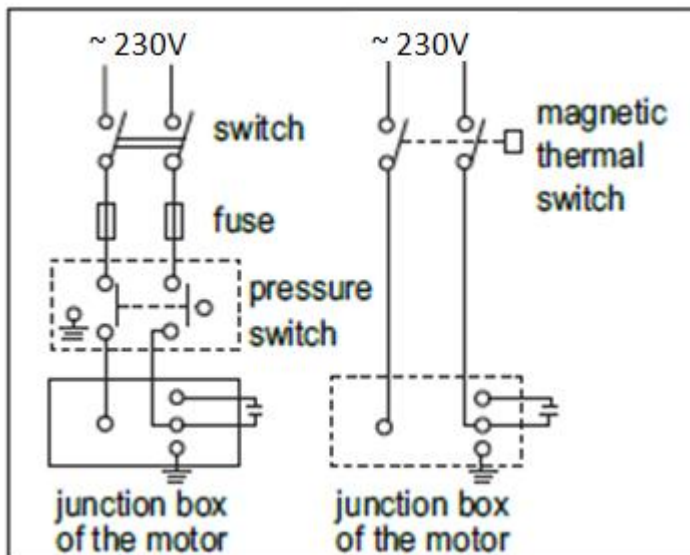 ~ 230V
switch
fuse
pressure
switch
junction box
of the motor
~ 230V
magnetic
thermal
switch
junction box
of the motor